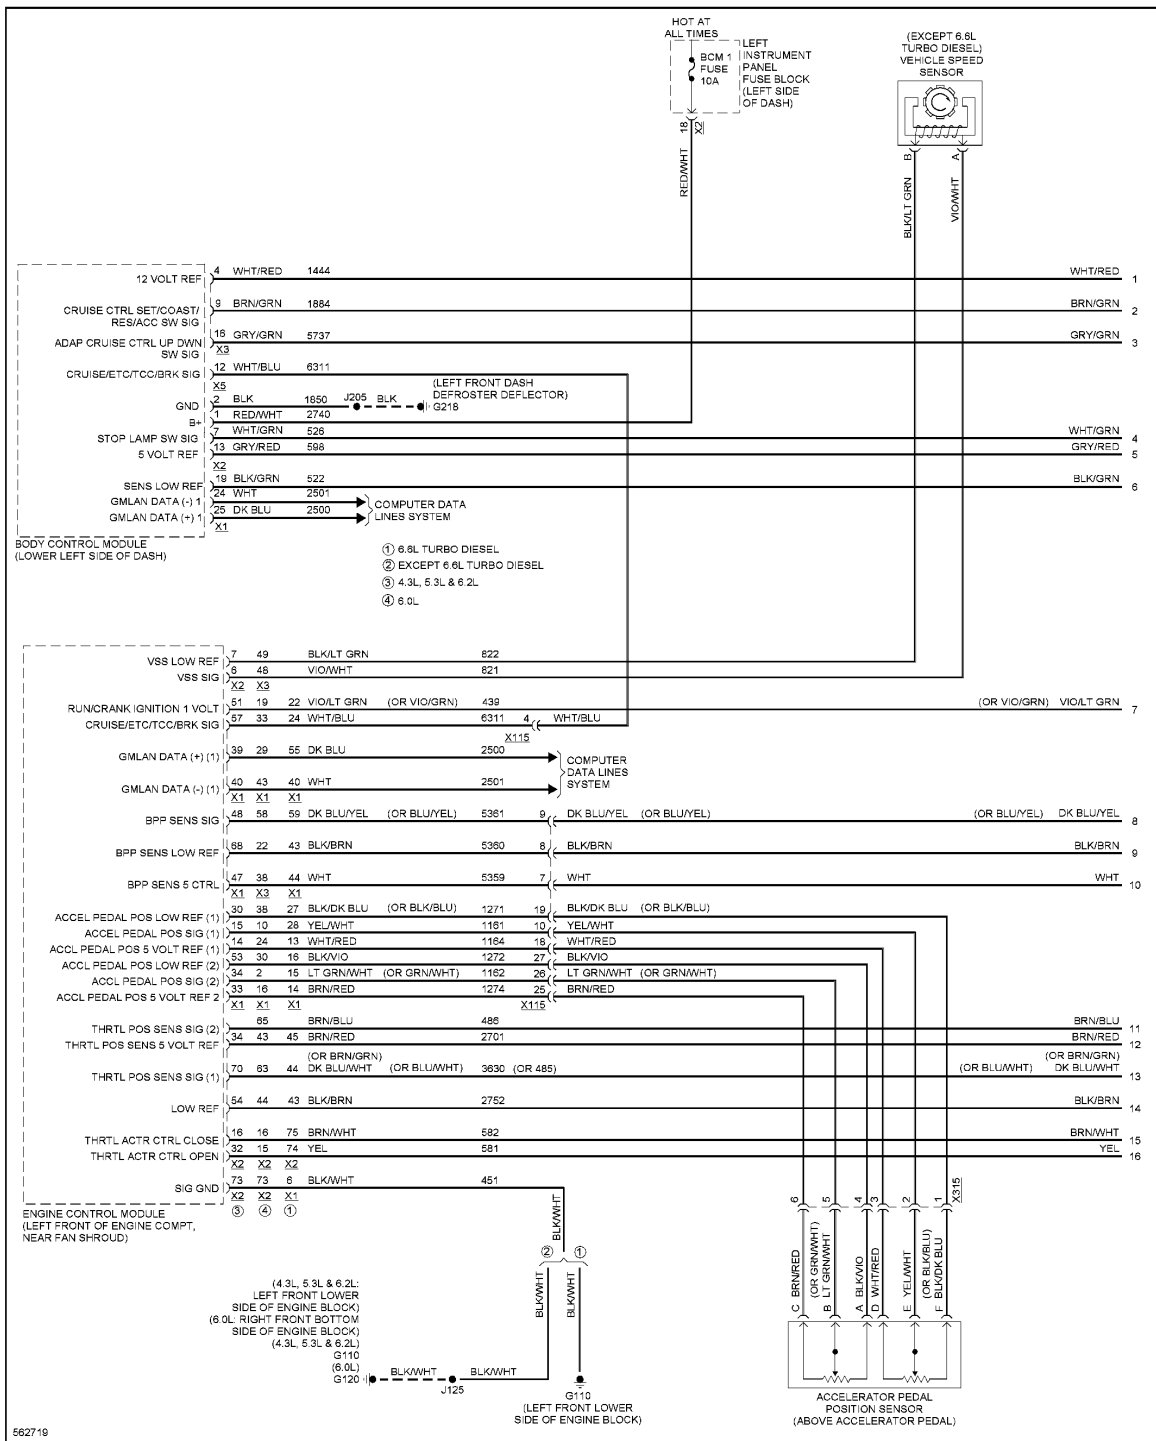 HOT AT
ALL TIMES
BCM 1
FUSE
10A
LEFT
INSTRUMENT
PANEL
FUSE BLOCK
(LEFT SIDE
OF DASH)
18
X2
RED/WHT
(EXCEPT 6.6L
TURBO DIESEL)
VEHICLE SPEED
SENSOR
B
A
BLK/LT GRN
VIO/WHT
12 VOLT REF 4 WHT/RED 1444 WHT/RED 1
CRUISE CTRL SET/COAST/ 9 BRN/GRN 1884 BRN/GRN 2
RES/ACC SW SIG
ADAP CRUISE CTRL UP DWN 16 GRY/GRN 5737 GRY/GRN 3
SW SIG X3
CRUISE/ETC/TCC/BRK SIG 12 WHT/BLU 6311
X5
GND 2 BLK 1850 J205 BLK G218
(LEFT FRONT DASH
DEFROSTER DEFLECTOR)
B+ 1 RED/WHT 2740
STOP LAMP SW SIG 7 WHT/GRN 526 WHT/GRN 4
5 VOLT REF 13 GRY/RED 598 GRY/RED 5
X2
SENS LOW REF 19 BLK/GRN 522 BLK/GRN 6
GMLAN DATA (-) 1 24 WHT 2501
GMLAN DATA (+) 1 25 DK BLU 2500
X1
COMPUTER DATA
LINES SYSTEM
BODY CONTROL MODULE
(LOWER LEFT SIDE OF DASH)
① 6.6L TURBO DIESEL
② EXCEPT 6.6L TURBO DIESEL
③ 4.3L, 5.3L & 6.2L
④ 6.0L
VSS LOW REF 7 49 BLK/LT GRN 822
VSS SIG 6 48 VIO/WHT 821
X2 X3
RUN/CRANK IGNITION 1 VOLT 51 19 22 VIO/LT GRN (OR VIO/GRN) 439 (OR VIO/GRN) VIO/LT GRN 7
CRUISE/ETC/TCC/BRK SIG 57 33 24 WHT/BLU 6311 4 WHT/BLU
X115
GMLAN DATA (+) (1) 39 29 55 DK BLU 2500
GMLAN DATA (-) (1) 40 43 40 WHT 2501
X1 X1 X1
COMPUTER
DATA LINES
SYSTEM
BPP SENS SIG 48 58 59 DK BLU/YEL (OR BLU/YEL) 5361 9 DK BLU/YEL (OR BLU/YEL) (OR BLU/YEL) DK BLU/YEL 8
BPP SENS LOW REF 68 22 43 BLK/BRN 5360 8 BLK/BRN BLK/BRN 9
BPP SENS 5 CTRL 47 38 44 WHT 5359 7 WHT WHT 10
X1 X3 X1
ACCEL PEDAL POS LOW REF (1) 30 38 27 BLK/DK BLU (OR BLK/BLU) 1271 19 BLK/DK BLU (OR BLK/BLU)
ACCEL PEDAL POS SIG (1) 15 10 28 YEL/WHT 1161 10 YEL/WHT
ACCL PEDAL POS 5 VOLT REF (1) 14 24 13 WHT/RED 1164 18 WHT/RED
ACCL PEDAL POS LOW REF (2) 53 30 16 BLK/VIO 1272 27 BLK/VIO
ACCL PEDAL POS SIG (2) 34 2 15 LT GRN/WHT (OR GRN/WHT) 1162 26 LT GRN/WHT (OR GRN/WHT)
ACCL PEDAL POS 5 VOLT REF 2 33 16 14 BRN/RED 1274 25 BRN/RED
X1 X1 X1 X115
THRTL POS SENS SIG (2) 65 BRN/BLU 486 BRN/BLU 11
THRTL POS SENS 5 VOLT REF 34 43 45 BRN/RED 2701 BRN/RED 12
(OR BRN/GRN) (OR BRN/GRN)
THRTL POS SENS SIG (1) 70 63 44 DK BLU/WHT (OR BLU/WHT) 3630 (OR 485) (OR BLU/WHT) DK BLU/WHT 13
LOW REF 54 44 43 BLK/BRN 2752 BLK/BRN 14
THRTL ACTR CTRL CLOSE 16 16 75 BRN/WHT 582 BRN/WHT 15
THRTL ACTR CTRL OPEN 32 15 74 YEL 581 YEL 16
X2 X2 X2
SIG GND 73 73 6 BLK/WHT 451
X2 X2 X1
③ ④ ①
ENGINE CONTROL MODULE
(LEFT FRONT OF ENGINE COMPT,
NEAR FAN SHROUD)
BLK/WHT
② ①
BLK/WHT
BLK/WHT
(4.3L, 5.3L & 6.2L:
LEFT FRONT LOWER
SIDE OF ENGINE BLOCK)
(6.0L: RIGHT FRONT BOTTOM
SIDE OF ENGINE BLOCK)
(4.3L, 5.3L & 6.2L)
G110
(6.0L)
G120 BLK/WHT J125 BLK/WHT
G110
(LEFT FRONT LOWER
SIDE OF ENGINE BLOCK)
6 5 4 3 2 1 X315
C BRN/RED
(OR GRN/WHT)
B LT GRN/WHT
A BLK/VIO
D WHT/RED
E YEL/WHT
(OR BLK/BLU)
F BLK/DK BLU
ACCELERATOR PEDAL
POSITION SENSOR
(ABOVE ACCELERATOR PEDAL)
562719